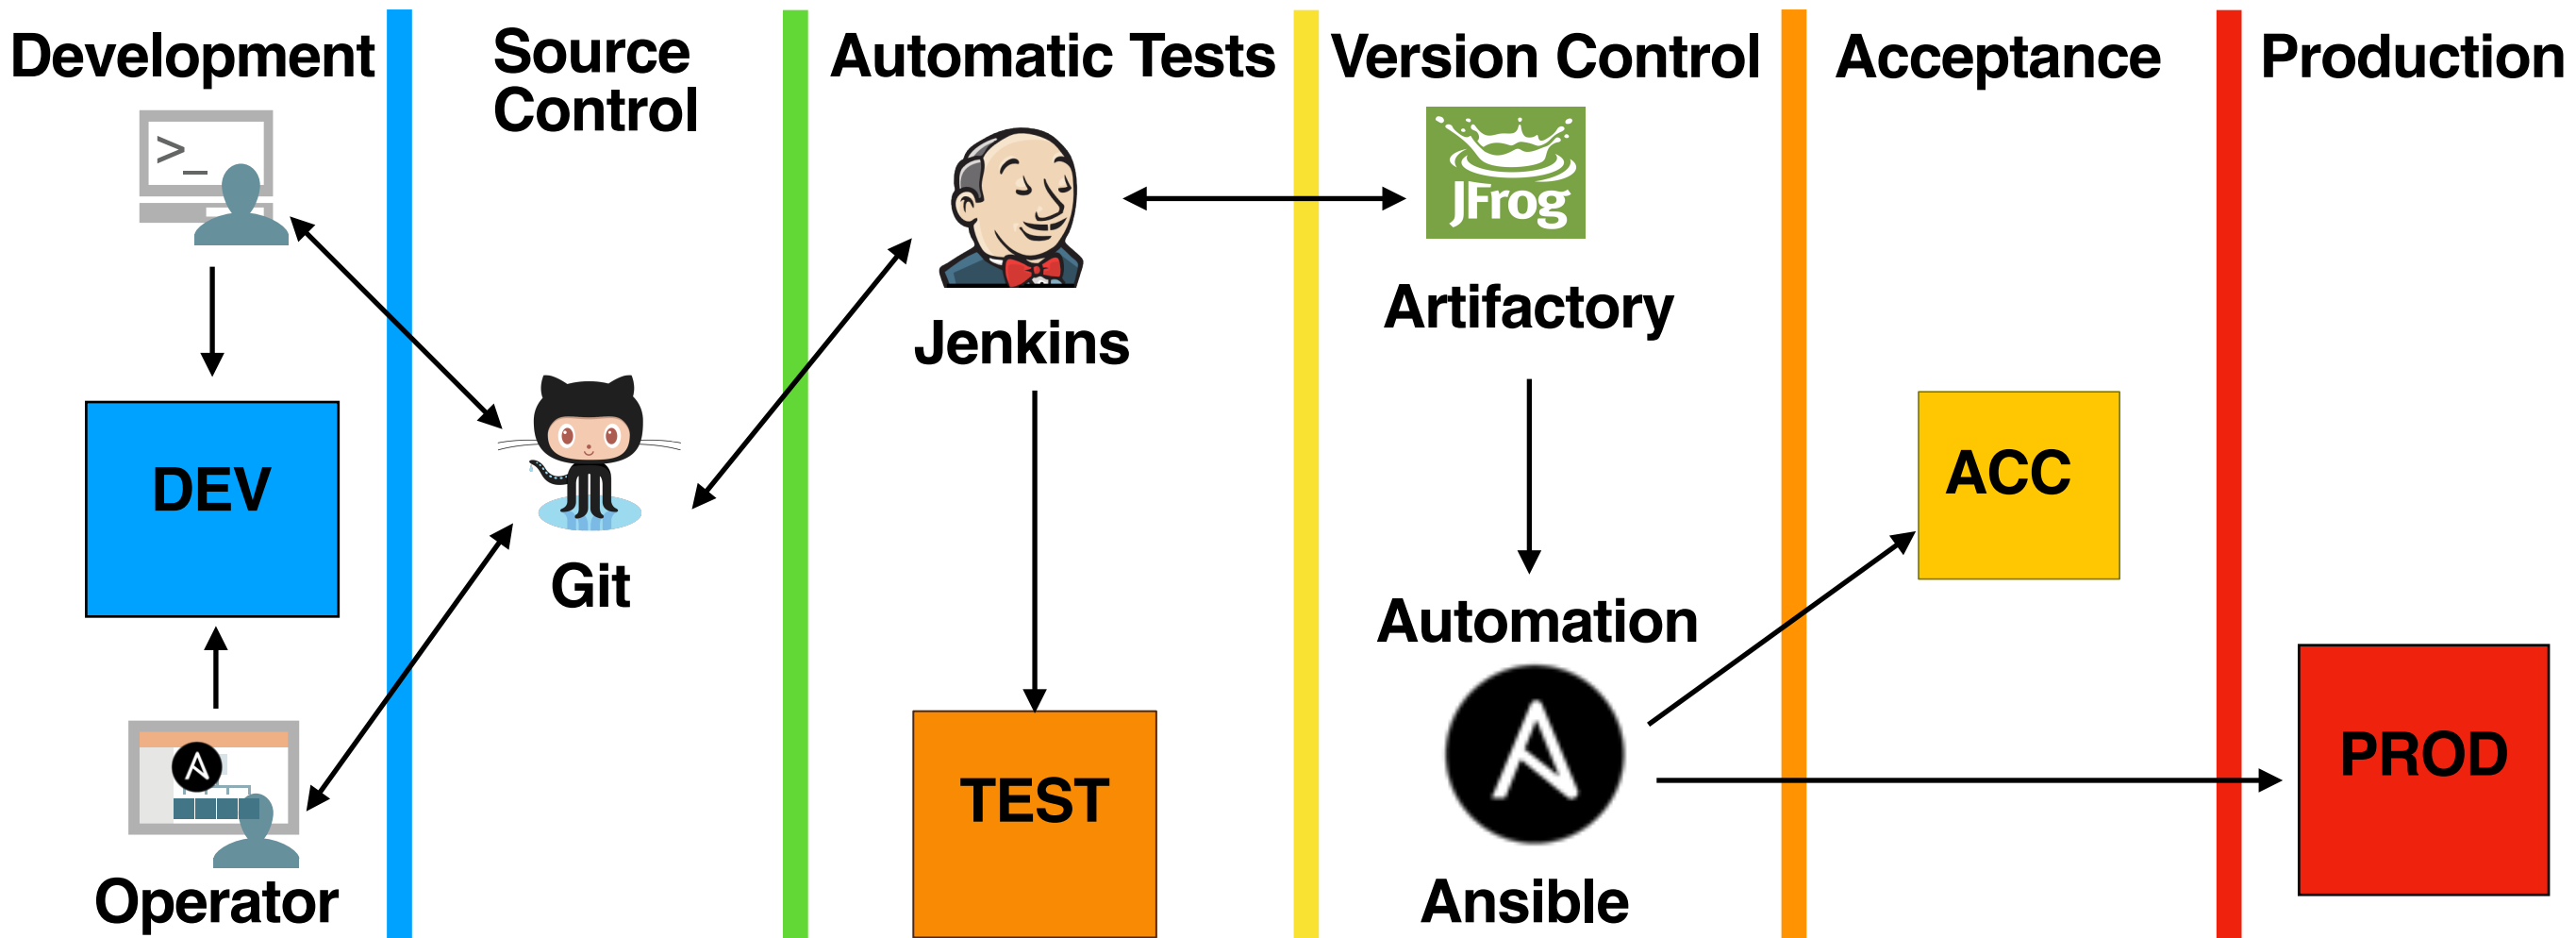 Development
Source
Control
Automatic Tests
Version Control
Acceptance
Production
>_
JFrog
Artifactory
Jenkins
DEV
ACC
Git
Automation
TEST
PROD
Operator
Ansible